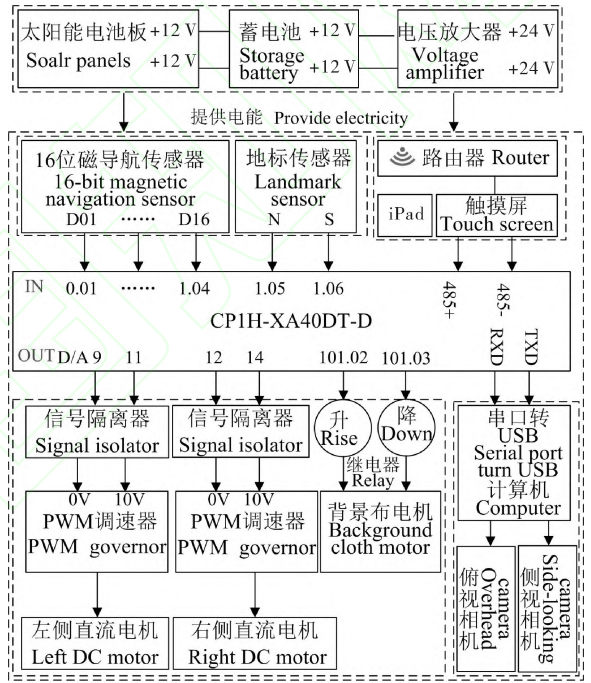 太阳能电池板 +12 V
Soalr panels +12 V
蓄电池 +12 V
Storage
battery +12 V
电压放大器 +24 V
Voltage
amplifier +24 V
提供电能 Provide electricity
16位磁导航传感器
16-bit magnetic
navigation sensor
D01 …… D16
地标传感器
Landmark
sensor
N S
路由器 Router
iPad
触摸屏
Touch screen
IN 0.01 …… 1.04 1.05 1.06 485+ 485-
CP1H-XA40DT-D
OUT D/A 9 11 12 14 101.02 101.03 RXD TXD
信号隔离器
Signal isolator
信号隔离器
Signal isolator
升
Rise
降
Down
继电器
Relay
串口转
USB
Serial port
turn USB
计算机
Computer
0V 10V
PWM调速器
PWM governor
0V 10V
PWM调速器
PWM governor
背景布电机
Background
cloth motor
俯视相机
Overhead
camera
侧视相机
Side-looking
camera
左侧直流电机
Left DC motor
右侧直流电机
Right DC motor